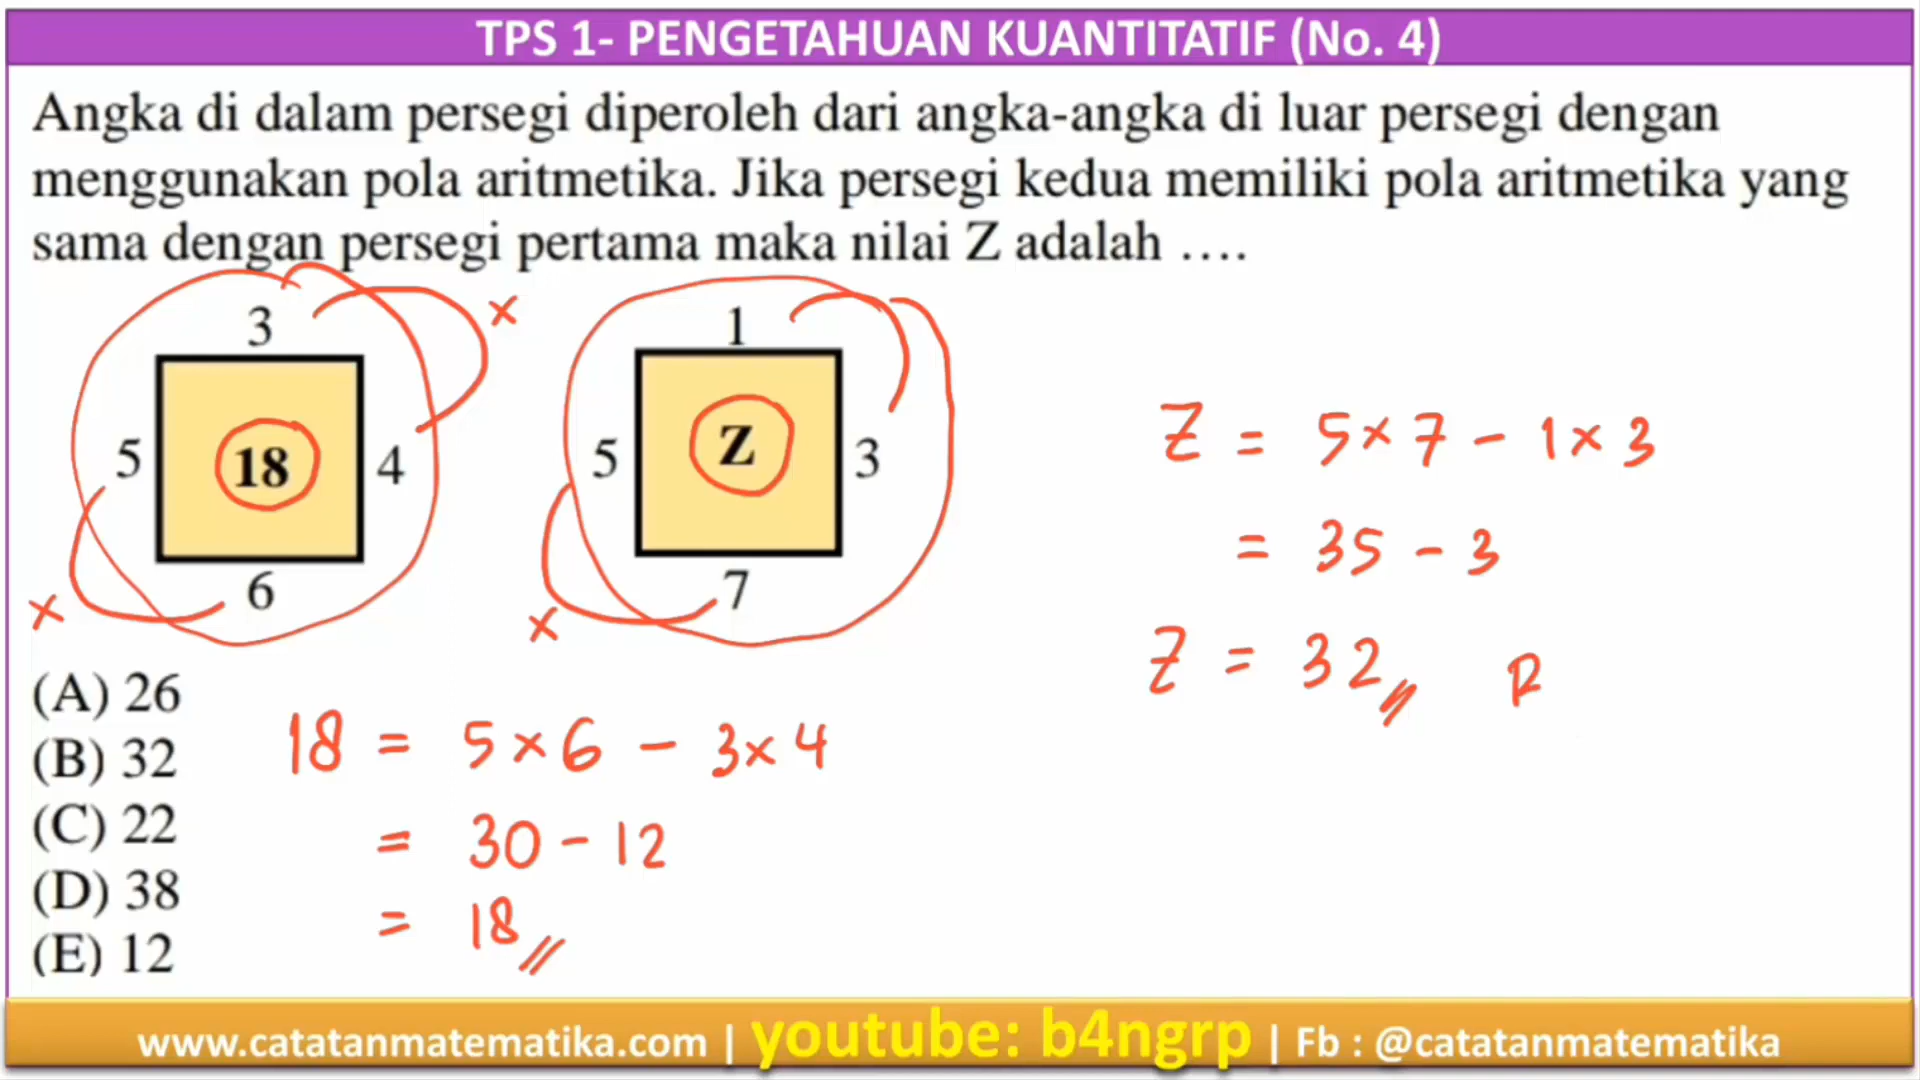 TPS 1- PENGETAHUAN KUANTITATIF (No. 4)
Angka di dalam persegi diperoleh dari angka-angka di luar persegi dengan
menggunakan pola aritmetika. Jika persegi kedua memiliki pola aritmetika yang
sama dengan persegi pertama maka nilai Z adalah ....
3
×
5
18
4
6
×
1
5
Z
3
7
×
Z = 5 × 7 - 1 × 3
= 35 - 3
Z = 32
(A) 26
(B) 32
(C) 22
(D) 38
(E) 12
18 = 5 × 6 - 3 × 4
= 30 - 12
= 18
www.catatanmatematika.com | youtube: b4ngrp | Fb : @catatanmatematika